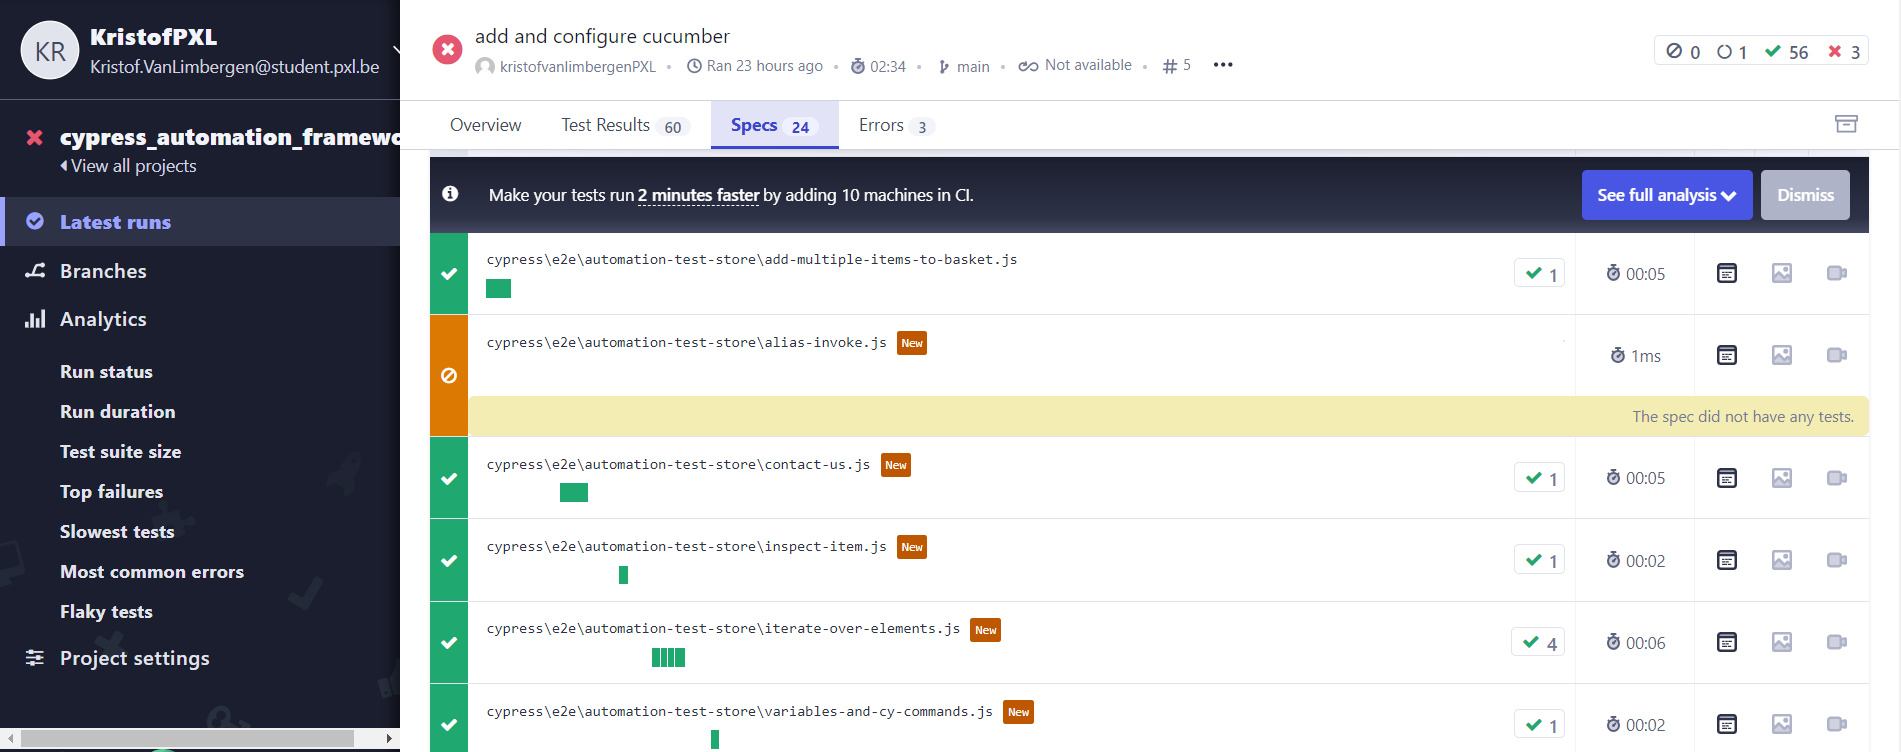 KR
KristofPXL
Kristof.VanLimbergen@student.pxl.be
cypress_automation_framewo
View all projects
Latest runs
Branches
Analytics
Run status
Run duration
Test suite size
Top failures
Slowest tests
Most common errors
Flaky tests
Project settings
add and configure cucumber
kristofvanlimbergenPXL • Ran 23 hours ago • 02:34 • main • Not available • # 5 •••
0 1 56 3
Overview Test Results 60 Specs 24 Errors 3
Make your tests run 2 minutes faster by adding 10 machines in CI. See full analysis Dismiss
cypress\e2e\automation-test-store\add-multiple-items-to-basket.js
1 00:05
cypress\e2e\automation-test-store\alias-invoke.js New
1ms
The spec did not have any tests.
cypress\e2e\automation-test-store\contact-us.js New
1 00:05
cypress\e2e\automation-test-store\inspect-item.js New
1 00:02
cypress\e2e\automation-test-store\iterate-over-elements.js New
4 00:06
cypress\e2e\automation-test-store\variables-and-cy-commands.js New
1 00:02